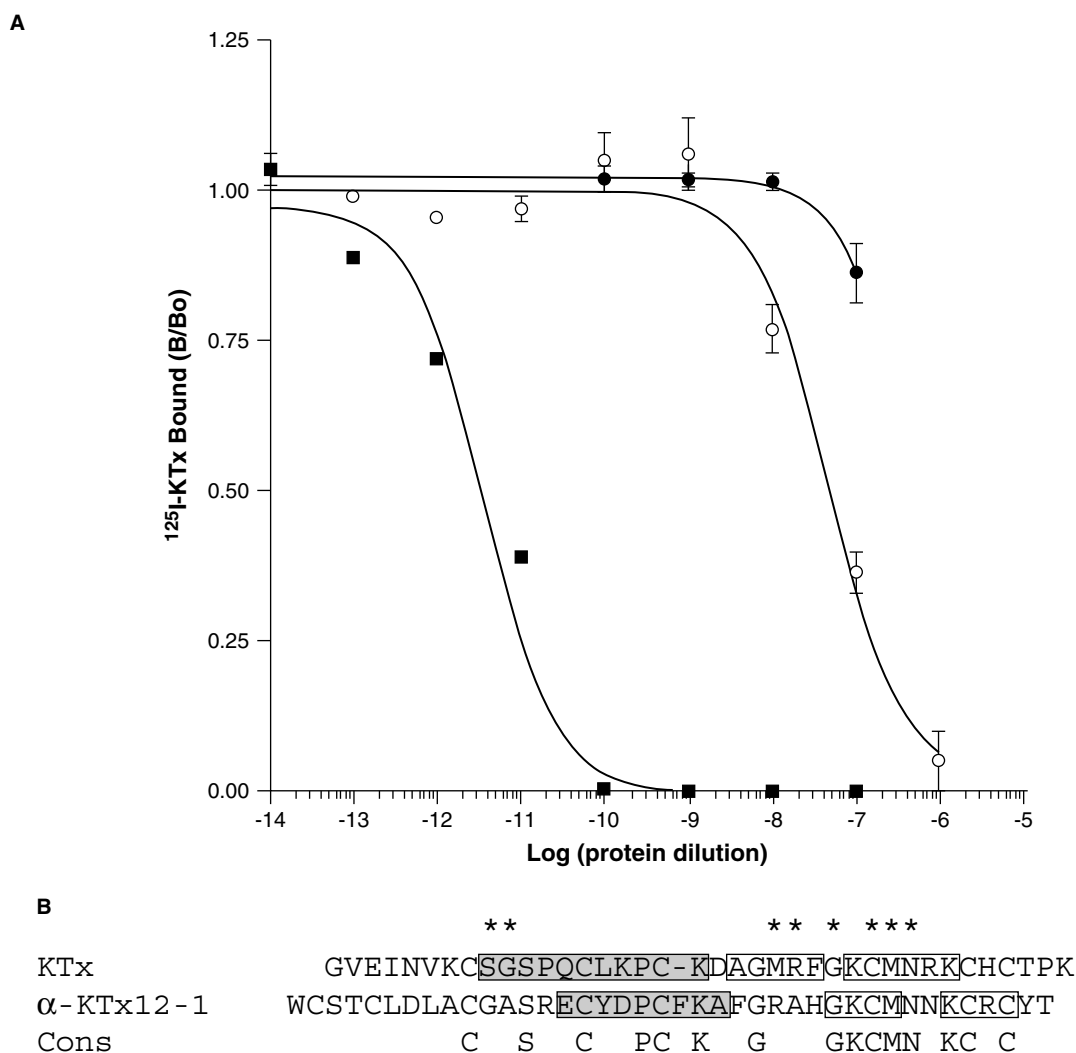 A
1.25
1.00
0.75
0.50
0.25
0.00
¹²⁵I-KTx Bound (B/Bo)
-14 -13 -12 -11 -10 -9 -8 -7 -6 -5
Log (protein dilution)
B
** ** * ***
KTx GVEINVKCSGSPQCLKPC-KDAGMRFGKCMNRKCHCTPK
α-KTx12-1 WCSTCLDLACGASRECYDPCFKAFGRAHGKCMNNKCRCYT
Cons C S C PC K G GKCMN KC C